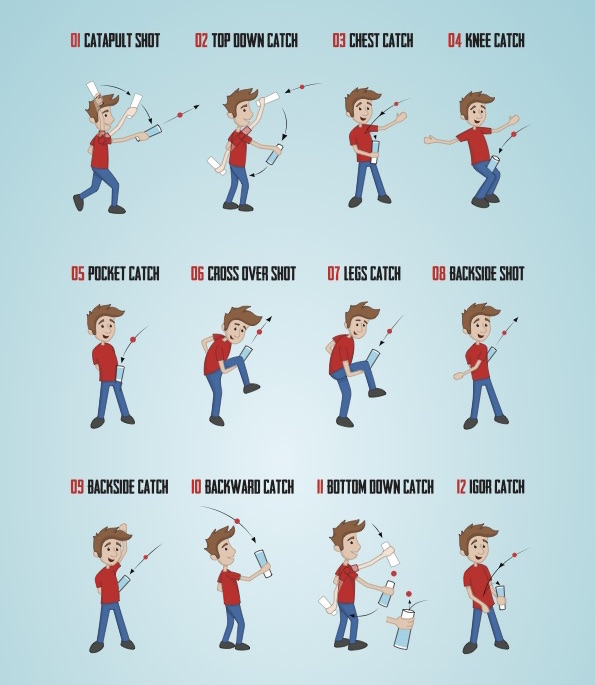 01 CATAPULT SHOT
02 TOP DOWN CATCH
03 CHEST CATCH
04 KNEE CATCH
05 POCKET CATCH
06 CROSS OVER SHOT
07 LEGS CATCH
08 BACKSIDE SHOT
09 BACKSIDE CATCH
10 BACKWARD CATCH
11 BOTTOM DOWN CATCH
12 IGOR CATCH